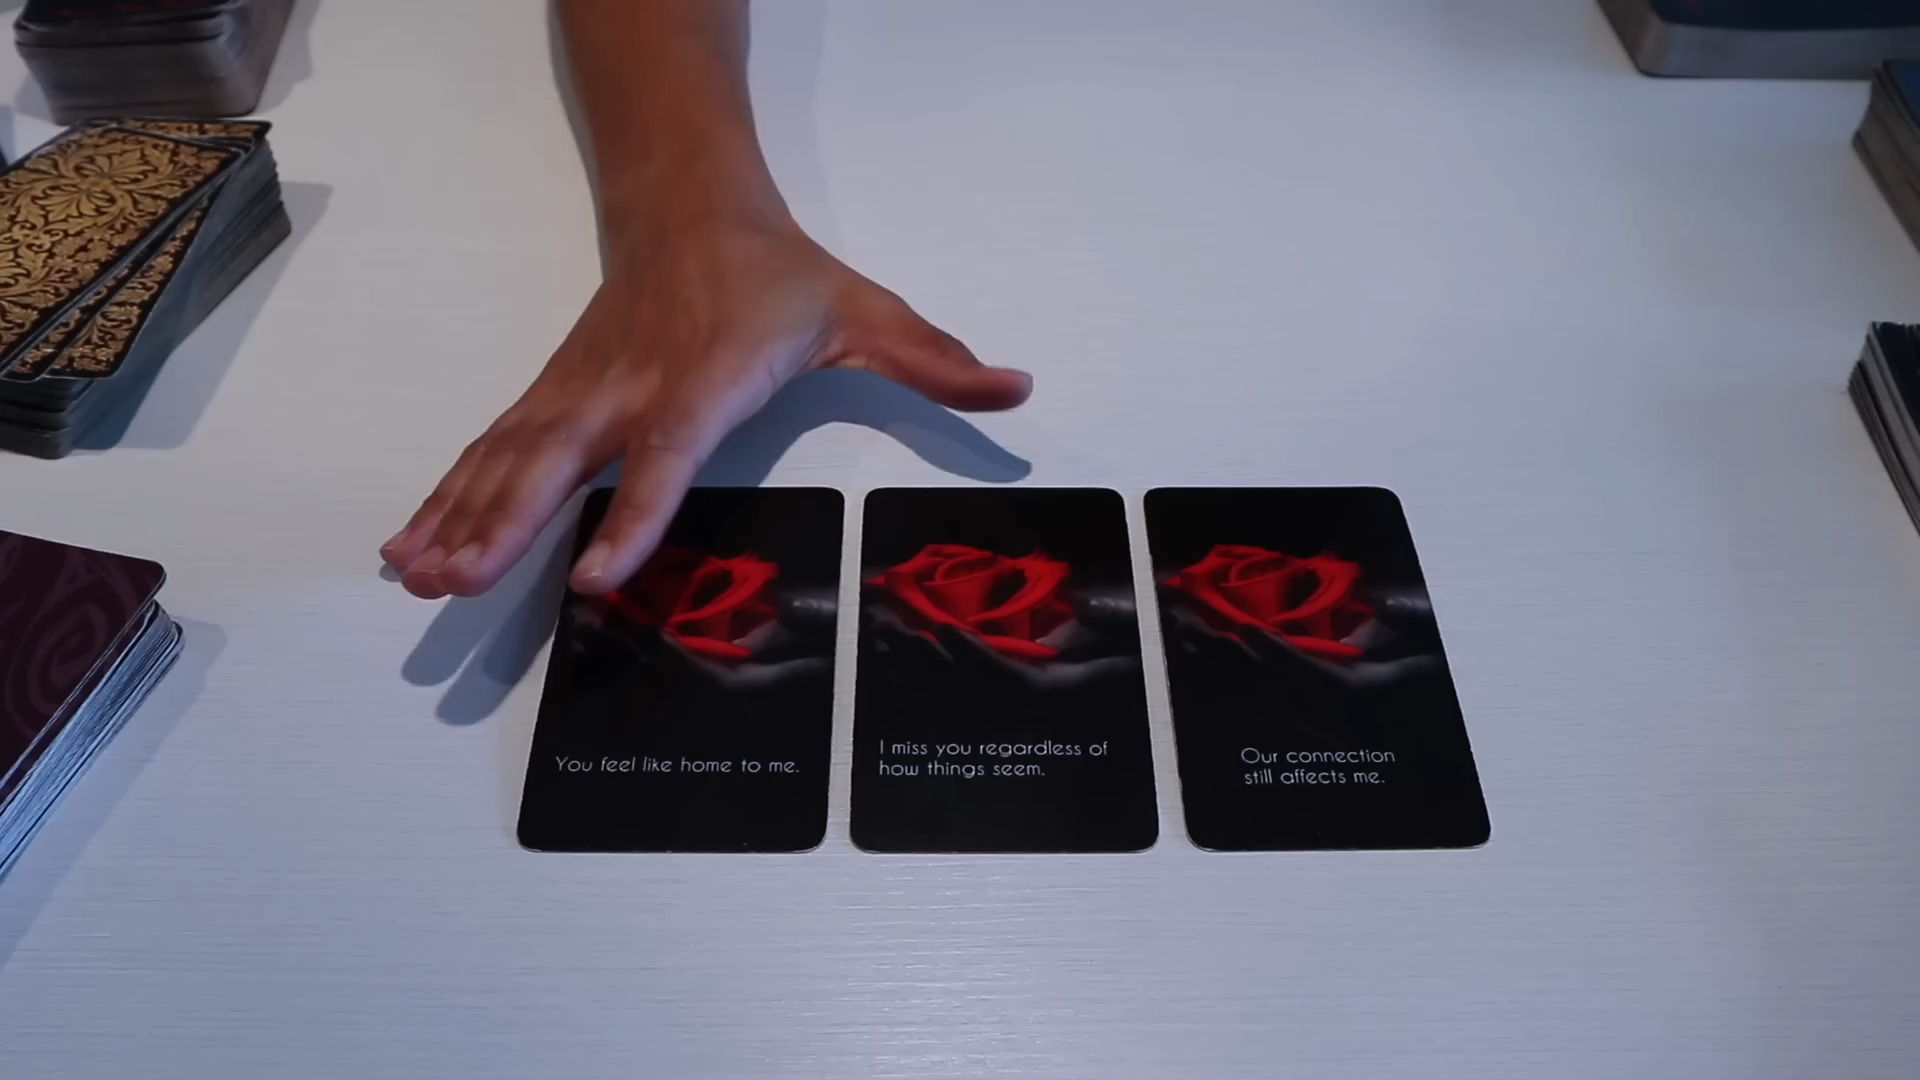 You feel like home to me.
I miss you regardless of
how things seem.
Our connection
still affects me.